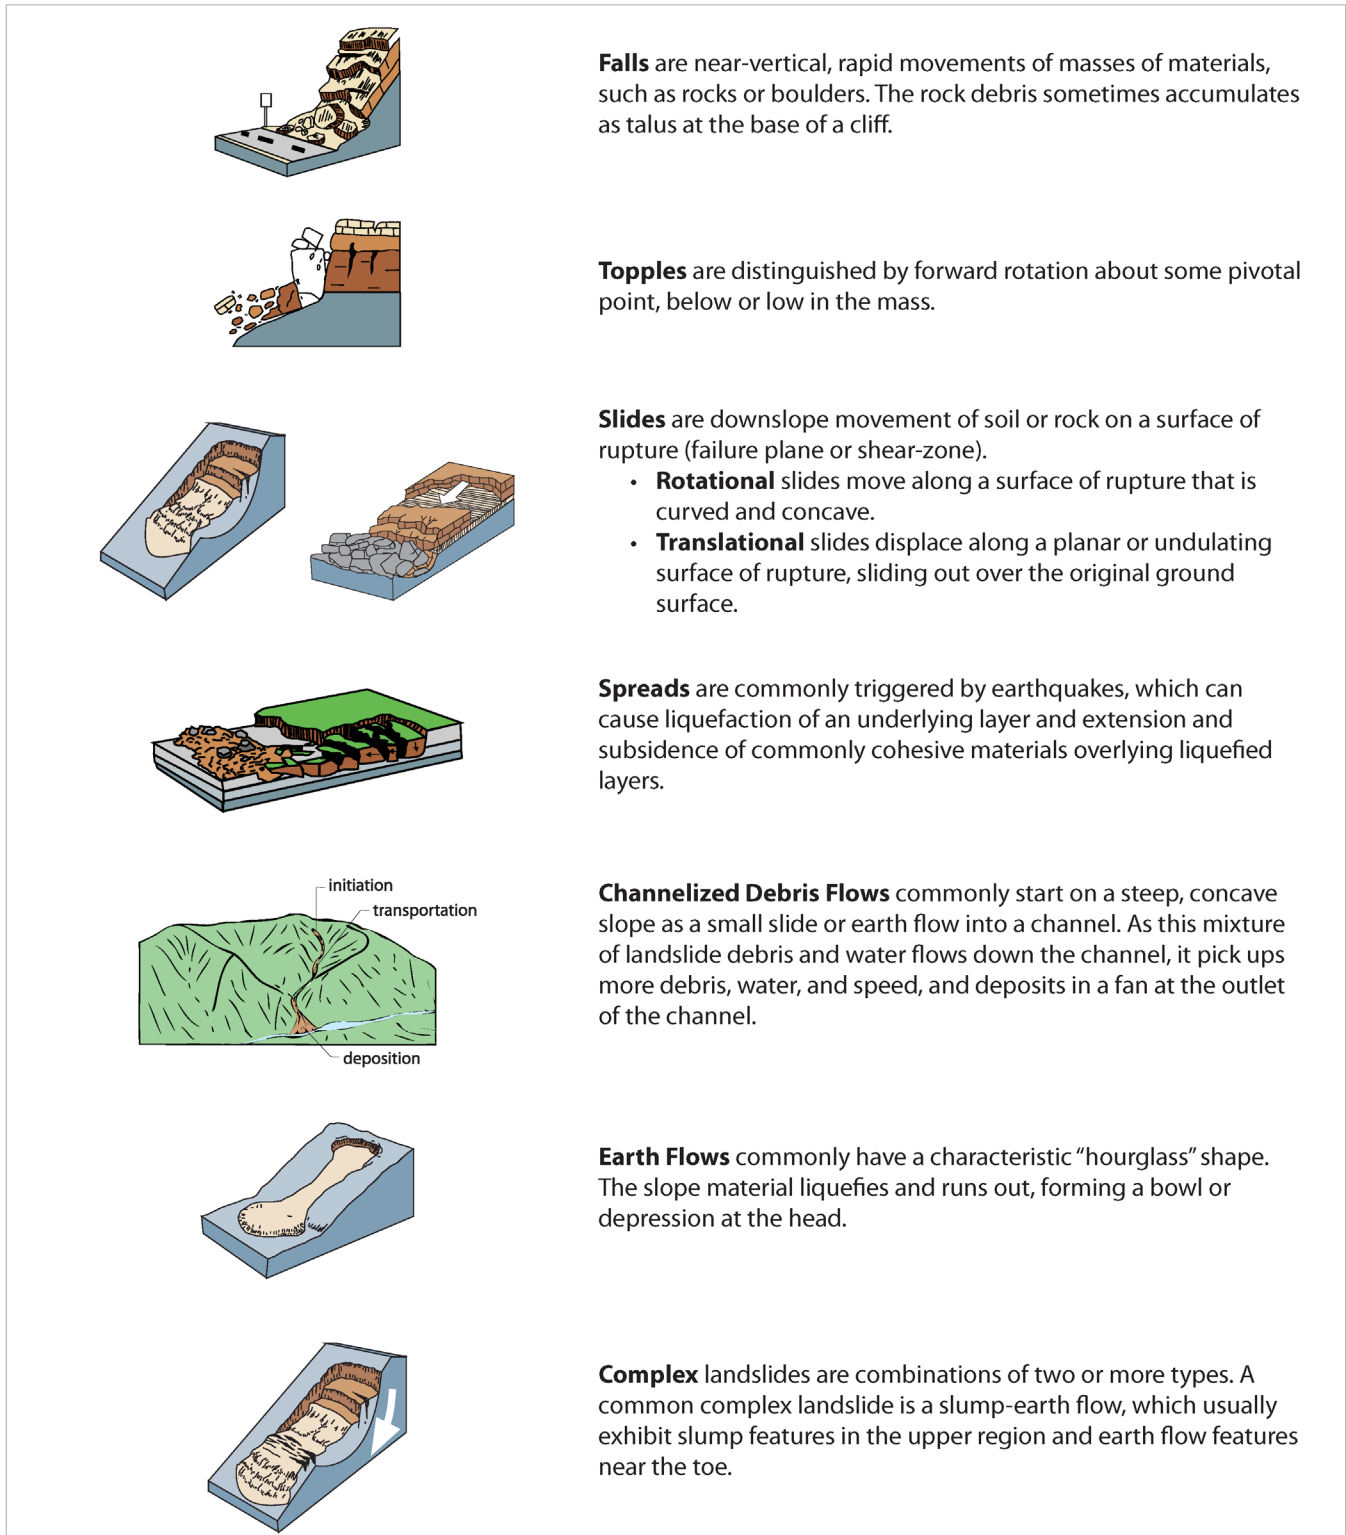 Falls are near-vertical, rapid movements of masses of materials,
such as rocks or boulders. The rock debris sometimes accumulates
as talus at the base of a cliff.
Topples are distinguished by forward rotation about some pivotal
point, below or low in the mass.
Slides are downslope movement of soil or rock on a surface of
rupture (failure plane or shear-zone).
• Rotational slides move along a surface of rupture that is
curved and concave.
• Translational slides displace along a planar or undulating
surface of rupture, sliding out over the original ground
surface.
Spreads are commonly triggered by earthquakes, which can
cause liquefaction of an underlying layer and extension and
subsidence of commonly cohesive materials overlying liquefied
layers.
initiation
transportation
deposition
Channelized Debris Flows commonly start on a steep, concave
slope as a small slide or earth flow into a channel. As this mixture
of landslide debris and water flows down the channel, it pick ups
more debris, water, and speed, and deposits in a fan at the outlet
of the channel.
Earth Flows commonly have a characteristic “hourglass” shape.
The slope material liquefies and runs out, forming a bowl or
depression at the head.
Complex landslides are combinations of two or more types. A
common complex landslide is a slump-earth flow, which usually
exhibit slump features in the upper region and earth flow features
near the toe.